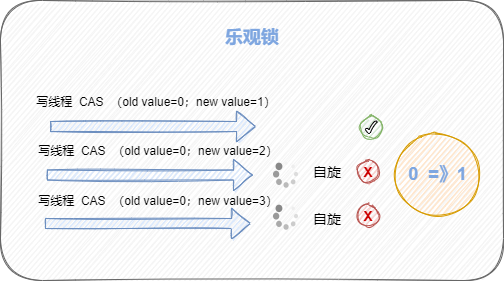 乐观锁
写线程 CAS （old value=0；new value=1）
写线程 CAS （old value=0；new value=2）
自旋 X
0 =》1
写线程 CAS （old value=0；new value=3）
自旋 X